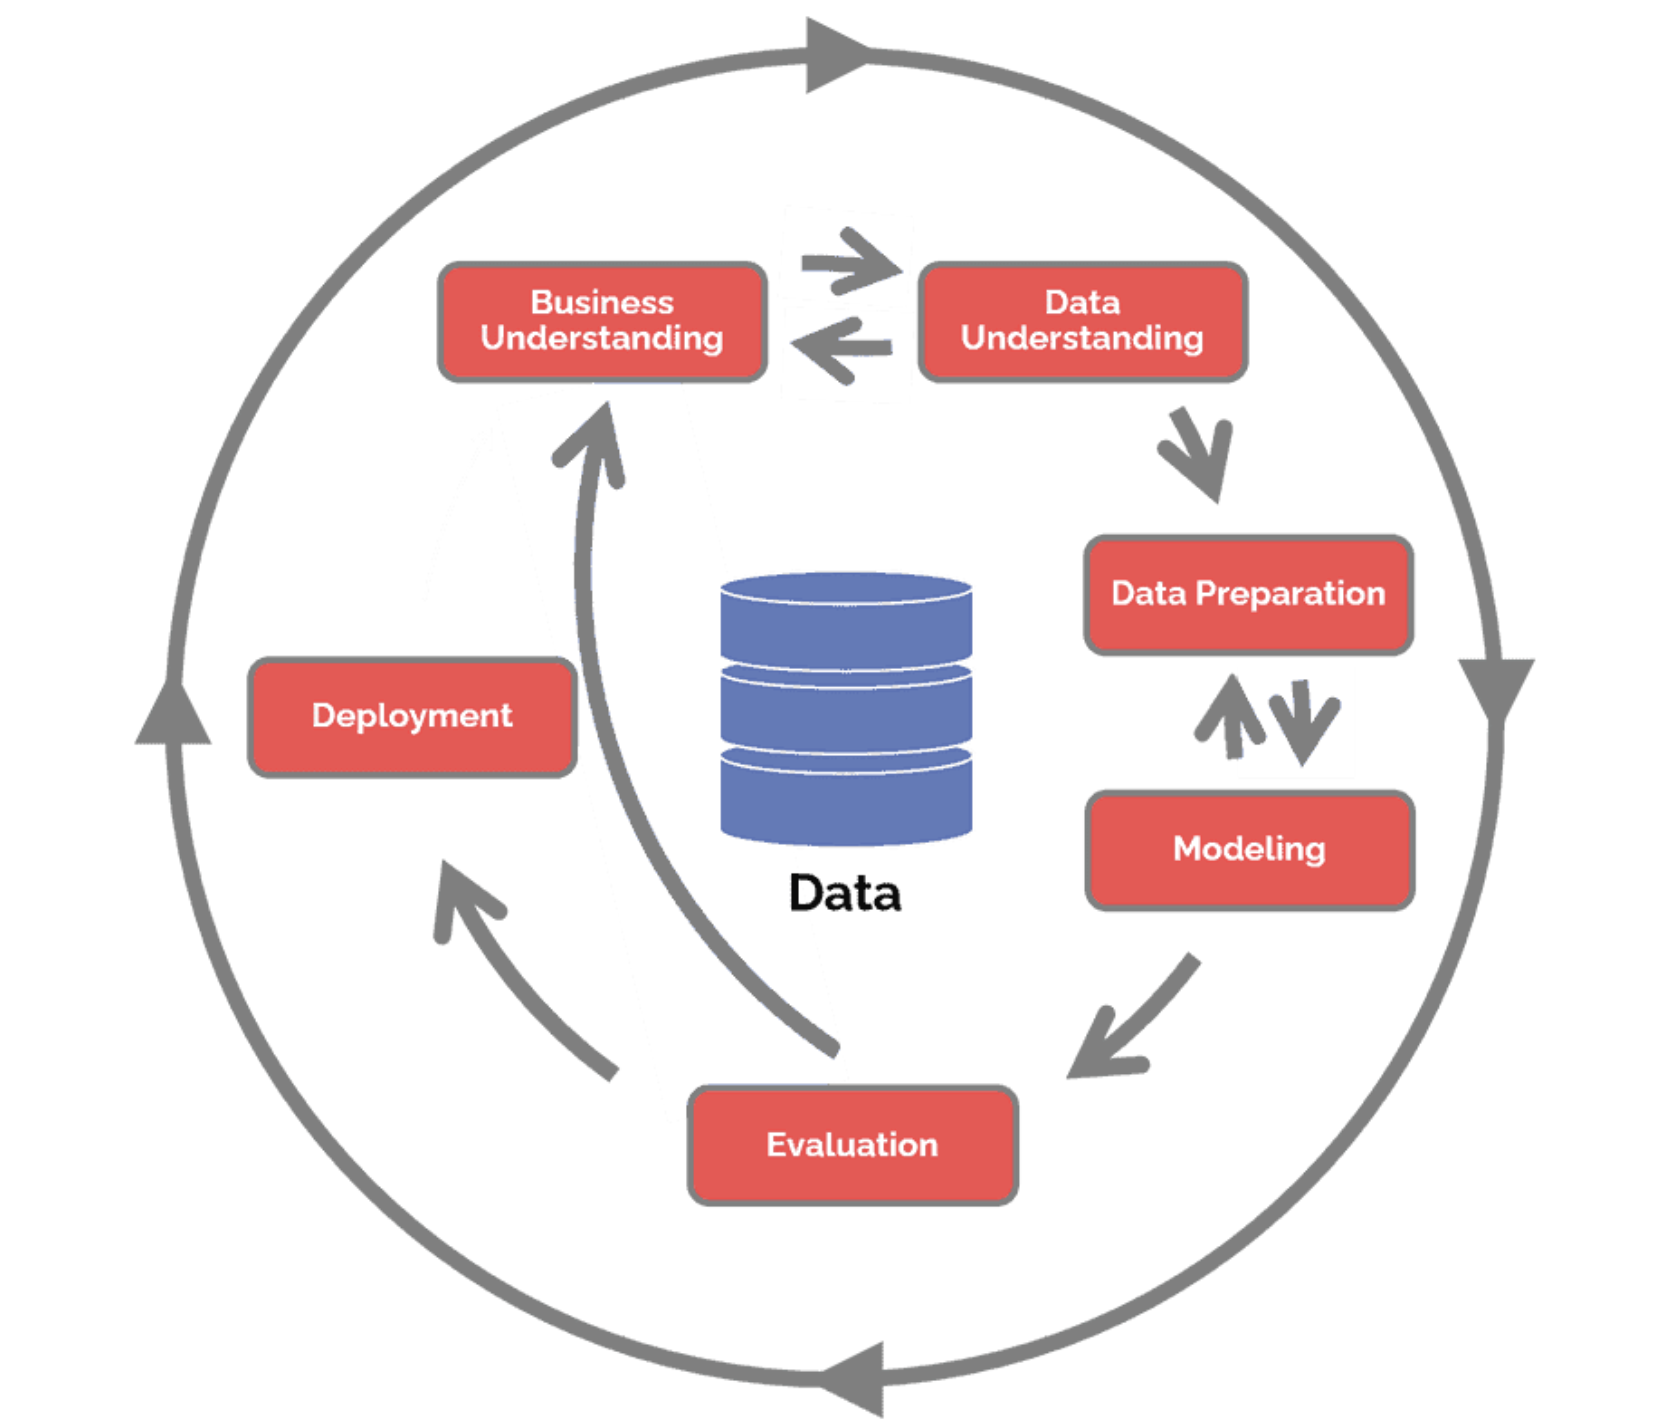 Business
Understanding
Data
Understanding
Data Preparation
Modeling
Evaluation
Deployment
Data